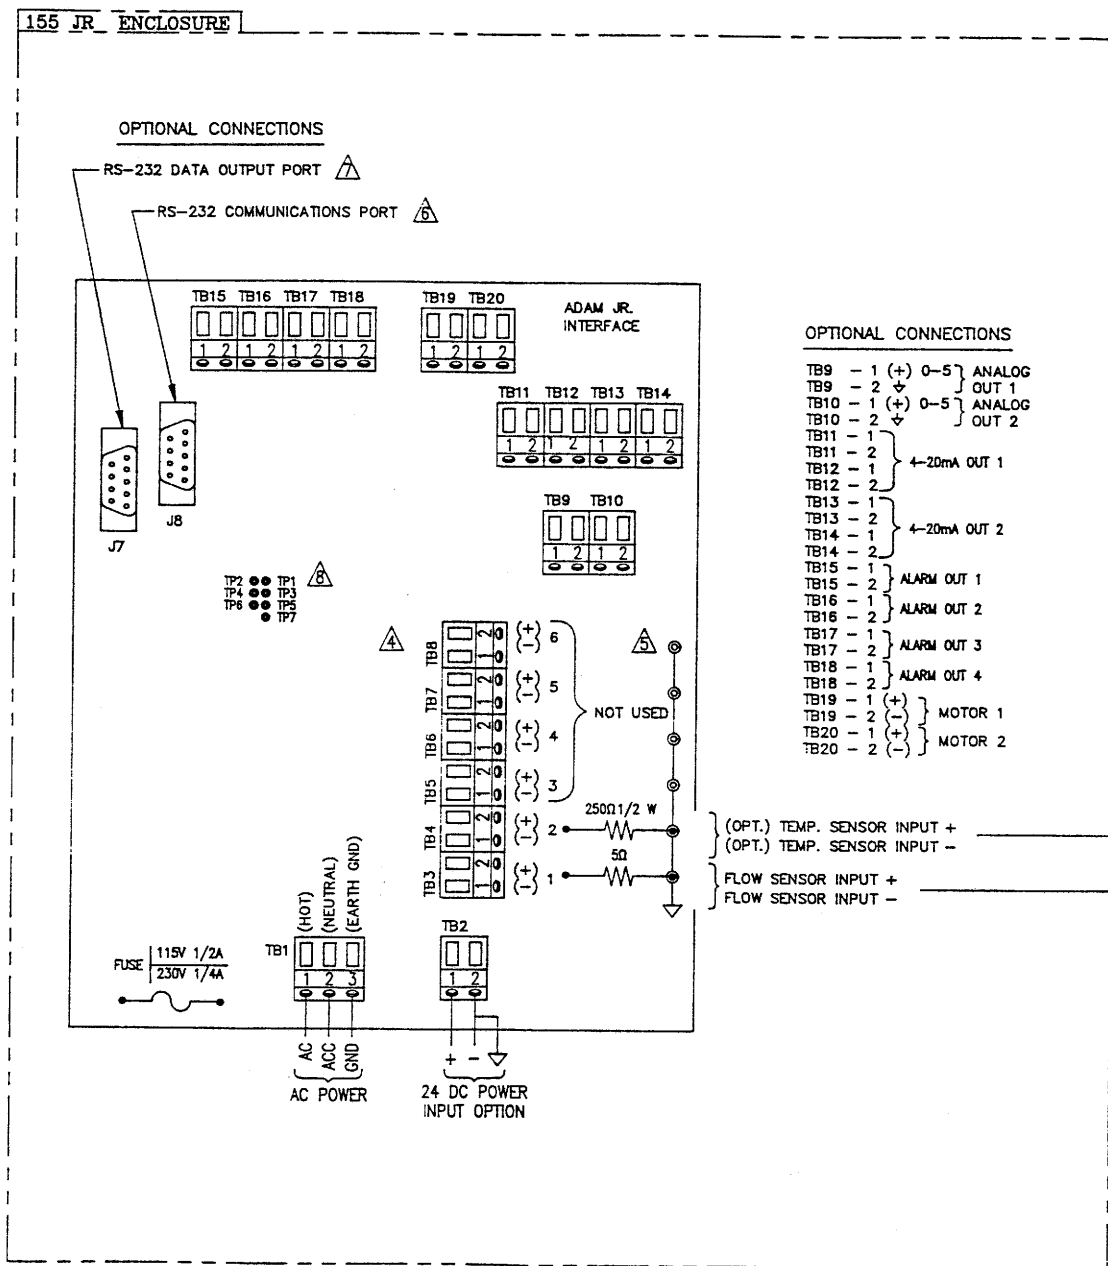 155 JR ENCLOSURE
OPTIONAL CONNECTIONS
RS-232 DATA OUTPUT PORT 7
RS-232 COMMUNICATIONS PORT 6
TB15 TB16 TB17 TB18
1 2 1 2 1 2 1 2
TB19 TB20
1 2 1 2
ADAM JR.
INTERFACE
TB11 TB12 TB13 TB14
1 2 1 2 1 2 1 2
J7
J8
TB9 TB10
1 2 1 2
TP2 TP1
TP4 TP3
TP6 TP5
TP7
8
4
5
TB8 2 (+) 6
1 (-)
TB7 2 (+) 5
1 (-)
TB6 2 (+) 4
1 (-)
TB5 2 (+) 3
1 (-)
NOT USED
TB4 2 (+) 2
1 (-)
250Ω 1/2 W
TB3 2 (+) 1
1 (-)
5Ω
(HOT)
(NEUTRAL)
(EARTH GND)
TB1
1 2 3
TB2
1 2
FUSE
115V 1/2A
230V 1/4A
AC
ACC
GND
AC POWER
+ -
24 DC POWER
INPUT OPTION
OPTIONAL CONNECTIONS
TB9 - 1 (+) 0-5 ANALOG
TB9 - 2 OUT 1
TB10 - 1 (+) 0-5 ANALOG
TB10 - 2 OUT 2
TB11 - 1
TB11 - 2
TB12 - 1
TB12 - 2
4-20mA OUT 1
TB13 - 1
TB13 - 2
TB14 - 1
TB14 - 2
4-20mA OUT 2
TB15 - 1
TB15 - 2
ALARM OUT 1
TB16 - 1
TB16 - 2
ALARM OUT 2
TB17 - 1
TB17 - 2
ALARM OUT 3
TB18 - 1
TB18 - 2
ALARM OUT 4
TB19 - 1 (+)
TB19 - 2 (-)
MOTOR 1
TB20 - 1 (+)
TB20 - 2 (-)
MOTOR 2
(OPT.) TEMP. SENSOR INPUT +
(OPT.) TEMP. SENSOR INPUT -
FLOW SENSOR INPUT +
FLOW SENSOR INPUT -